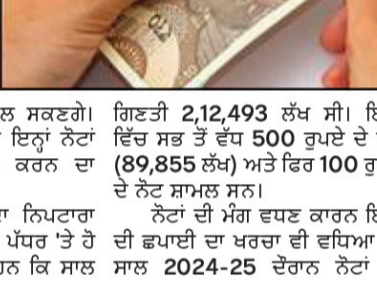 ਲ ਸਕਣਗੇ।
ਇਨ੍ਹਾਂ ਨੋਟਾਂ
ਕਰਨ ਦਾ
ਨਿਪਟਾਰਾ
ਪੱਧਰ 'ਤੇ ਹੋ
ਹਨ ਕਿ ਸਾਲ
ਗਿਣਤੀ 2,12,493 ਲੱਖ ਸੀ।
ਵਿੱਚ ਸਭ ਤੋਂ ਵੱਧ 500 ਰੁਪਏ ਦੇ
(89,855 ਲੱਖ) ਅਤੇ ਫਿਰ 100 ਰੁ
ਦੇ ਨੋਟ ਸ਼ਾਮਲ ਸਨ।
ਨੋਟਾਂ ਦੀ ਮੰਗ ਵਧਣ ਕਾਰਨ ਇ
ਦੀ ਛਪਾਈ ਦਾ ਖਰਚਾ ਵੀ ਵਧਿਆ
ਸਾਲ 2024-25 ਦੌਰਾਨ ਨੋਟਾਂ